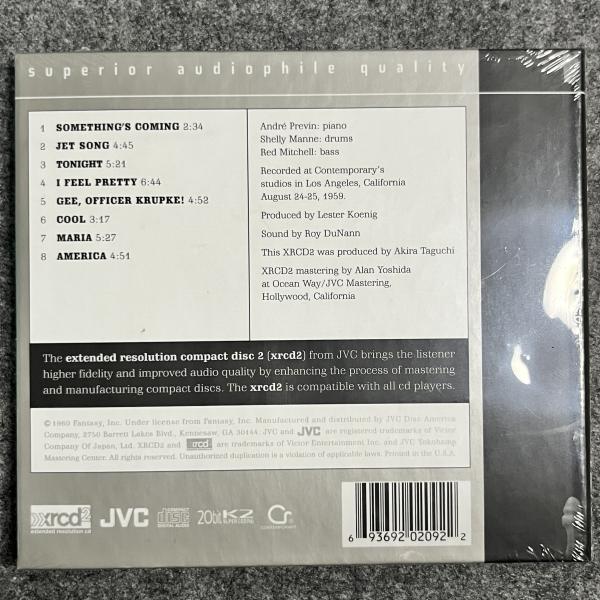 superior audiophile quality
1 SOMETHING'S COMING 2:34
2 JET SONG 4:45
3 TONIGHT 5:21
4 I FEEL PRETTY 6:44
5 GEE, OFFICER KRUPKE! 4:52
6 COOL 3:17
7 MARIA 5:27
8 AMERICA 4:51
André Previn: piano
Shelly Manne: drums
Red Mitchell: bass
Recorded at Contemporary's
studios in Los Angeles, California
August 24-25, 1959.
Produced by Lester Koenig
Sound by Roy DuNann
This XRCD2 was produced by Akira Taguchi
XRCD2 mastering by Alan Yoshida
at Ocean Way/JVC Mastering,
Hollywood, California
The extended resolution compact disc 2 (xrcd2) from JVC brings the listener
higher fidelity and improved audio quality by enhancing the process of mastering
and manufacturing compact discs. The xrcd2 is compatible with all cd players.
©1960 Fantasy, Inc. Under license from Fantasy, Inc. Manufactured and distributed by JVC Disc America
Company, 2750 Barrett Lakes Blvd., Kennesaw, GA 30144. JVC and JVC are registered trademarks of Victor
Company Of Japan, Ltd. XRCD2 and xrcd are trademarks of Victor Entertainment Inc. and JVC Yokohama
Mastering Center. All rights reserved. Unauthorized duplication is a violation of applicable laws. Printed in the U.S.A.
xrcd2
extended resolution cd
JVC
COMPACT disc DIGITAL AUDIO
20bit K2 SUPER CODING
CR CONTEMPORARY
6 93692 02092 2